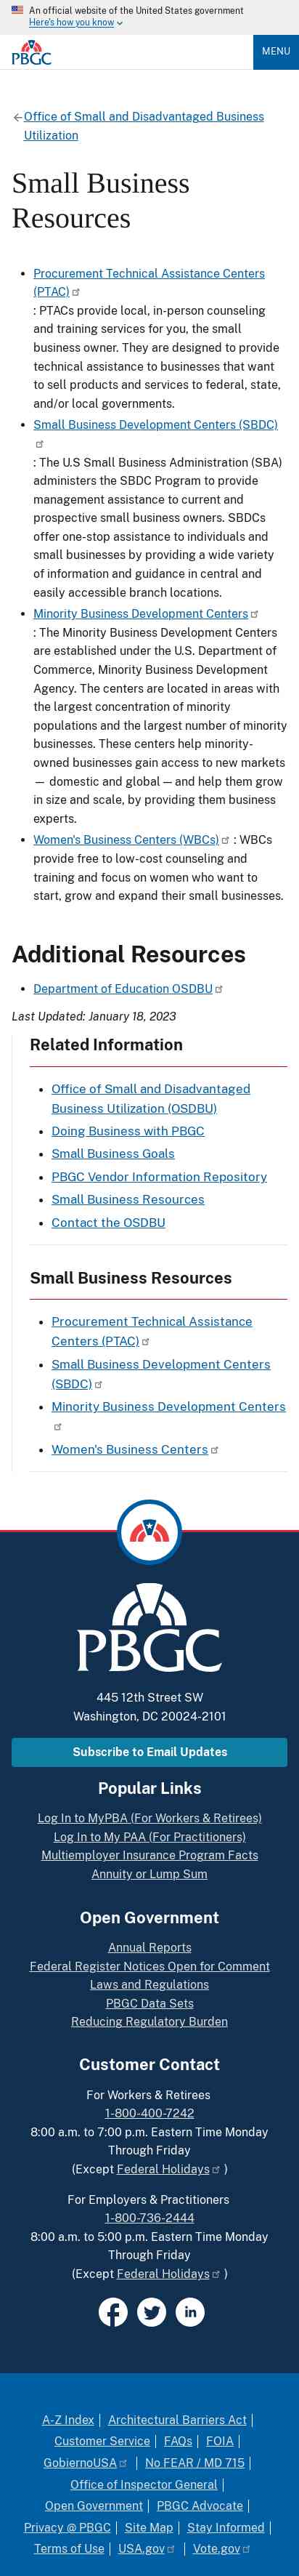 An official website of the United States government
Here's how you know
PBGC
MENU
Office of Small and Disadvantaged Business
Utilization
Small Business
Resources
Procurement Technical Assistance Centers
(PTAC)
: PTACs provide local, in-person counseling
and training services for you, the small
business owner. They are designed to provide
technical assistance to businesses that want
to sell products and services to federal, state,
and/or local governments.
Small Business Development Centers (SBDC)
: The U.S Small Business Administration (SBA)
administers the SBDC Program to provide
management assistance to current and
prospective small business owners. SBDCs
offer one-stop assistance to individuals and
small businesses by providing a wide variety
of information and guidance in central and
easily accessible branch locations.
Minority Business Development Centers
: The Minority Business Development Centers
are established under the U.S. Department of
Commerce, Minority Business Development
Agency. The centers are placed in states that
contain the largest concentration of minority
populations and the largest number of minority
businesses. These centers help minority-
owned businesses gain access to new markets
— domestic and global — and help them grow
in size and scale, by providing them business
experts.
Women's Business Centers (WBCs) : WBCs
provide free to low-cost counseling and
training and focus on women who want to
start, grow and expand their small businesses.
Additional Resources
Department of Education OSDBU
Last Updated: January 18, 2023
Related Information
Office of Small and Disadvantaged
Business Utilization (OSDBU)
Doing Business with PBGC
Small Business Goals
PBGC Vendor Information Repository
Small Business Resources
Contact the OSDBU
Small Business Resources
Procurement Technical Assistance
Centers (PTAC)
Small Business Development Centers
(SBDC)
Minority Business Development Centers
Women's Business Centers
PBGC
445 12th Street SW
Washington, DC 20024-2101
Subscribe to Email Updates
Popular Links
Log In to MyPBA (For Workers & Retirees)
Log In to My PAA (For Practitioners)
Multiemployer Insurance Program Facts
Annuity or Lump Sum
Open Government
Annual Reports
Federal Register Notices Open for Comment
Laws and Regulations
PBGC Data Sets
Reducing Regulatory Burden
Customer Contact
For Workers & Retirees
1-800-400-7242
8:00 a.m. to 7:00 p.m. Eastern Time Monday
Through Friday
(Except Federal Holidays )
For Employers & Practitioners
1-800-736-2444
8:00 a.m. to 5:00 p.m. Eastern Time Monday
Through Friday
(Except Federal Holidays )
A-Z Index | Architectural Barriers Act |
Customer Service | FAQs | FOIA |
GobiernoUSA | No FEAR / MD 715 |
Office of Inspector General |
Open Government | PBGC Advocate |
Privacy @ PBGC | Site Map | Stay Informed |
Terms of Use | USA.gov | Vote.gov